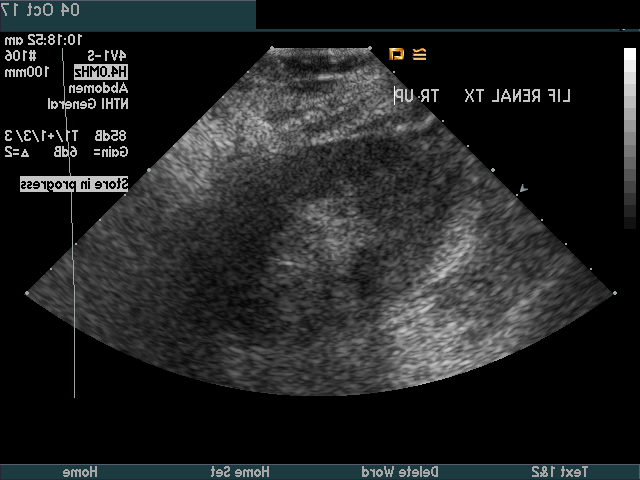 04 Oct 17
10:18:52 am
4V1-S #106
H4.0MHz 100mm
Abdomen
NTHI General
85dB T1/+1/3/3
Gain= 6dB Δ=2
Store in progress
LIF RENAL TX TR UP
Text 1&2 Delete Word Home Set Home